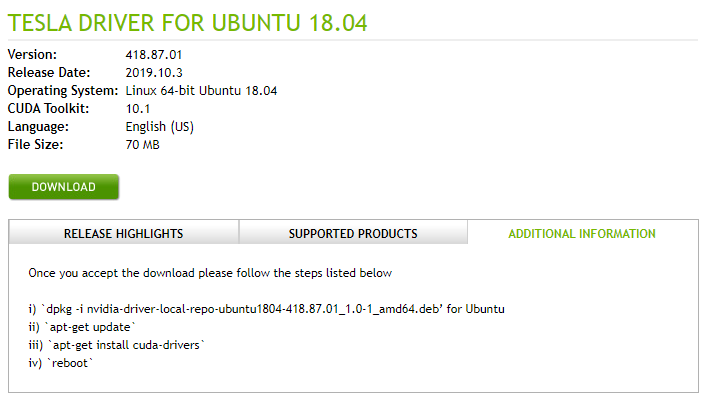 TESLA DRIVER FOR UBUNTU 18.04
Version: 418.87.01
Release Date: 2019.10.3
Operating System: Linux 64-bit Ubuntu 18.04
CUDA Toolkit: 10.1
Language: English (US)
File Size: 70 MB
DOWNLOAD
RELEASE HIGHLIGHTS SUPPORTED PRODUCTS ADDITIONAL INFORMATION
Once you accept the download please follow the steps listed below
i) `dpkg -i nvidia-driver-local-repo-ubuntu1804-418.87.01_1.0-1_amd64.deb’ for Ubuntu
ii) `apt-get update`
iii) `apt-get install cuda-drivers`
iv) `reboot`